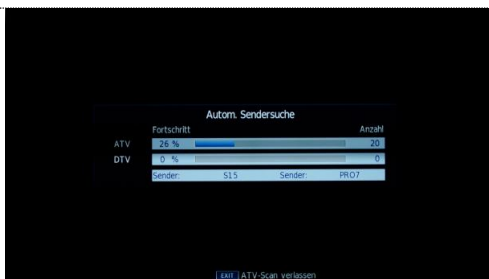 Autom. Sendersuche
Fortschritt Anzahl
ATV 26 % 20
DTV 0 % 0
Sender: S15 Sender: PRO7
EXIT ATV-Scan verlassen